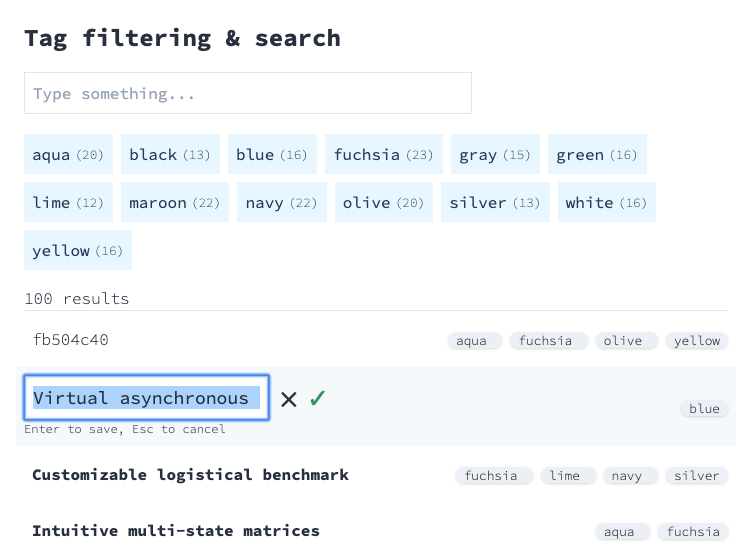 Tag filtering & search
Type something...
aqua (20) black (13) blue (16) fuchsia (23) gray (15) green (16)
lime (12) maroon (22) navy (22) olive (20) silver (13) white (16)
yellow (16)
100 results
fb504c40 aqua fuchsia olive yellow
Virtual asynchronous ✕ ✓ blue
Enter to save, Esc to cancel
Customizable logistical benchmark fuchsia lime navy silver
Intuitive multi-state matrices aqua fuchsia